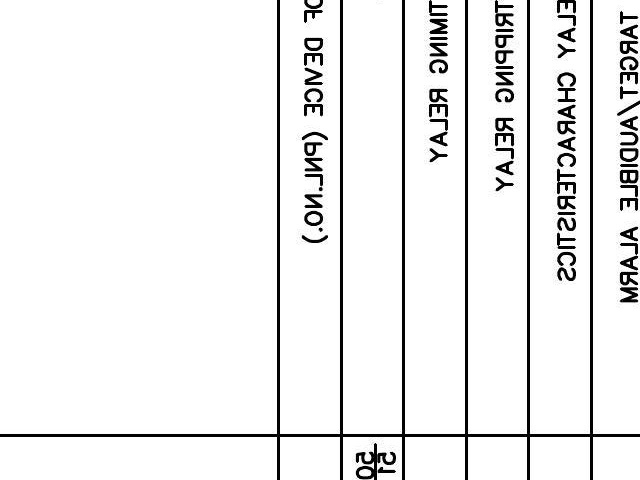 OF DEVICE (PNL.NO.)
50
51
TIMING RELAY
TRIPPING RELAY
ELAY CHARACTERISTICS
TARGET/AUDIBLE ALARM